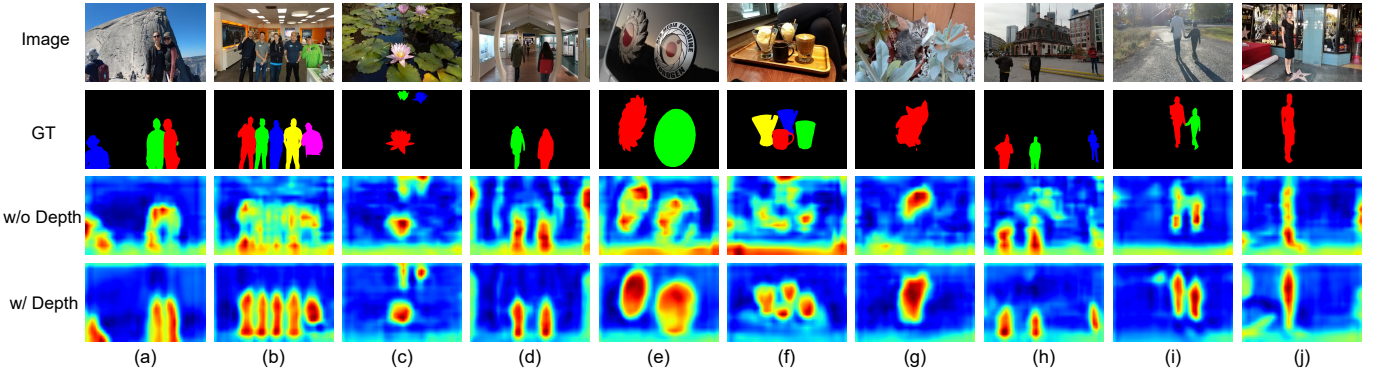 Image
GT
w/o Depth
w/ Depth
(a) (b) (c) (d) (e) (f) (g) (h) (i) (j)